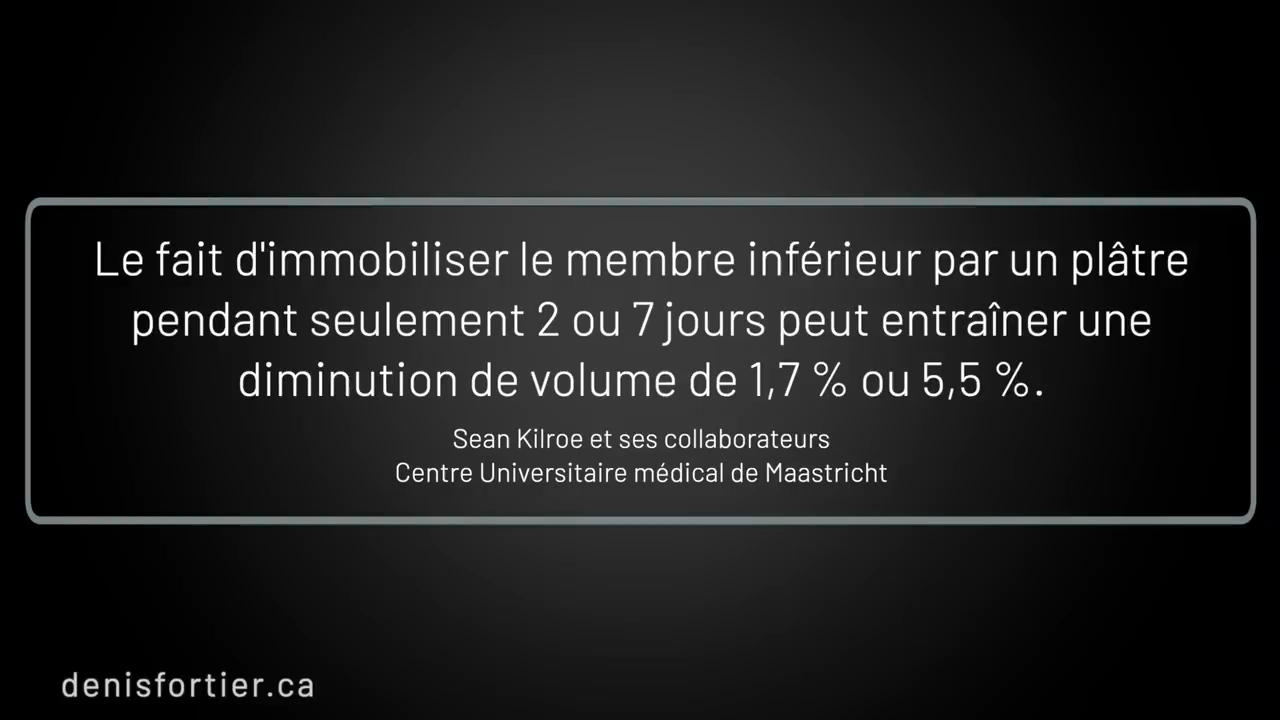 Le fait d'immobiliser le membre inférieur par un plâtre
pendant seulement 2 ou 7 jours peut entraîner une
diminution de volume de 1,7 % ou 5,5 %.
Sean Kilroe et ses collaborateurs
Centre Universitaire médical de Maastricht
denisfortier.ca